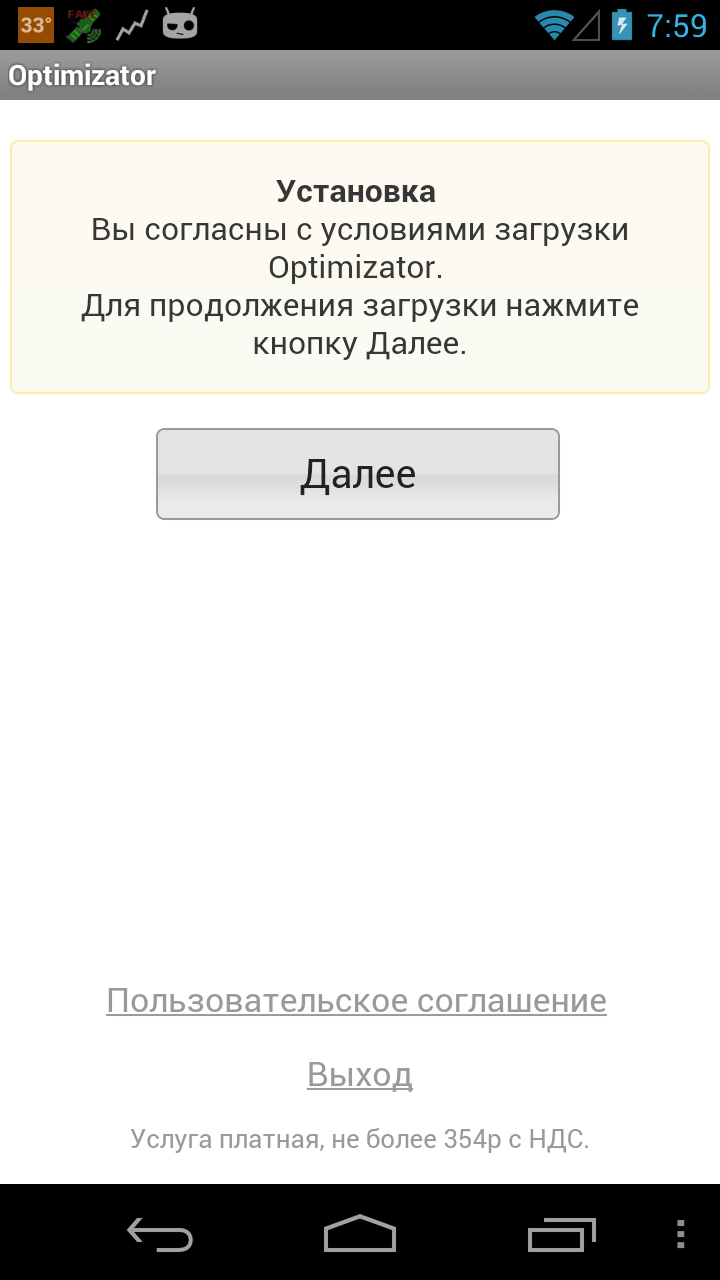 33°
FAKE
7:59
Optimizator
Установка
Вы согласны с условиями загрузки
Optimizator.
Для продолжения загрузки нажмите
кнопку Далее.
Далее
Пользовательское соглашение
Выход
Услуга платная, не более 354р с НДС.